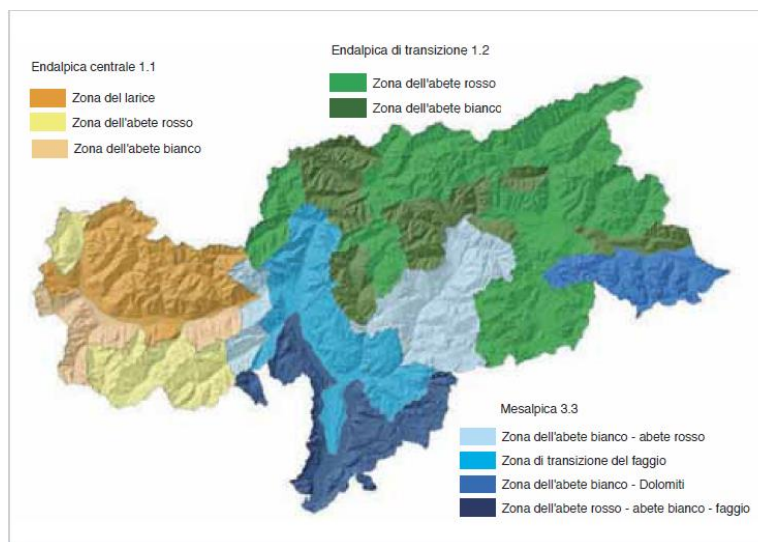 Endalpica centrale 1.1
Zona del larice
Zona dell'abete rosso
Zona dell'abete bianco
Endalpica di transizione 1.2
Zona dell'abete rosso
Zona dell'abete bianco
Mesalpica 3.3
Zona dell'abete bianco - abete rosso
Zona di transizione del faggio
Zona dell'abete bianco - Dolomiti
Zona dell'abete rosso - abete bianco - faggio